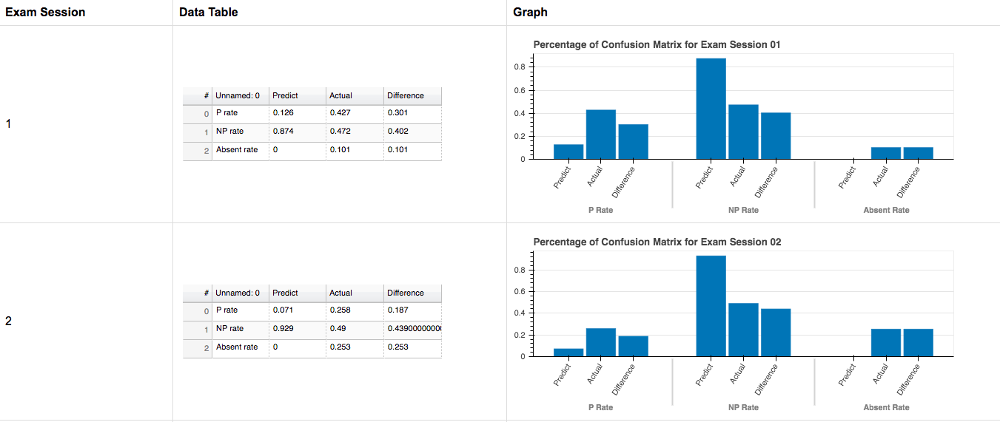 Exam Session Data Table Graph
1
# Unnamed: 0 Predict Actual Difference
0 P rate 0.126 0.427 0.301
1 NP rate 0.874 0.472 0.402
2 Absent rate 0 0.101 0.101
Percentage of Confusion Matrix for Exam Session 01
0.8
0.6
0.4
0.2
0
Predict Actual Difference Predict Actual Difference Predict Actual Difference
P Rate NP Rate Absent Rate
2
# Unnamed: 0 Predict Actual Difference
0 P rate 0.071 0.258 0.187
1 NP rate 0.929 0.49 0.4390000000
2 Absent rate 0 0.253 0.253
Percentage of Confusion Matrix for Exam Session 02
0.8
0.6
0.4
0.2
0
Predict Actual Difference Predict Actual Difference Predict Actual Difference
P Rate NP Rate Absent Rate